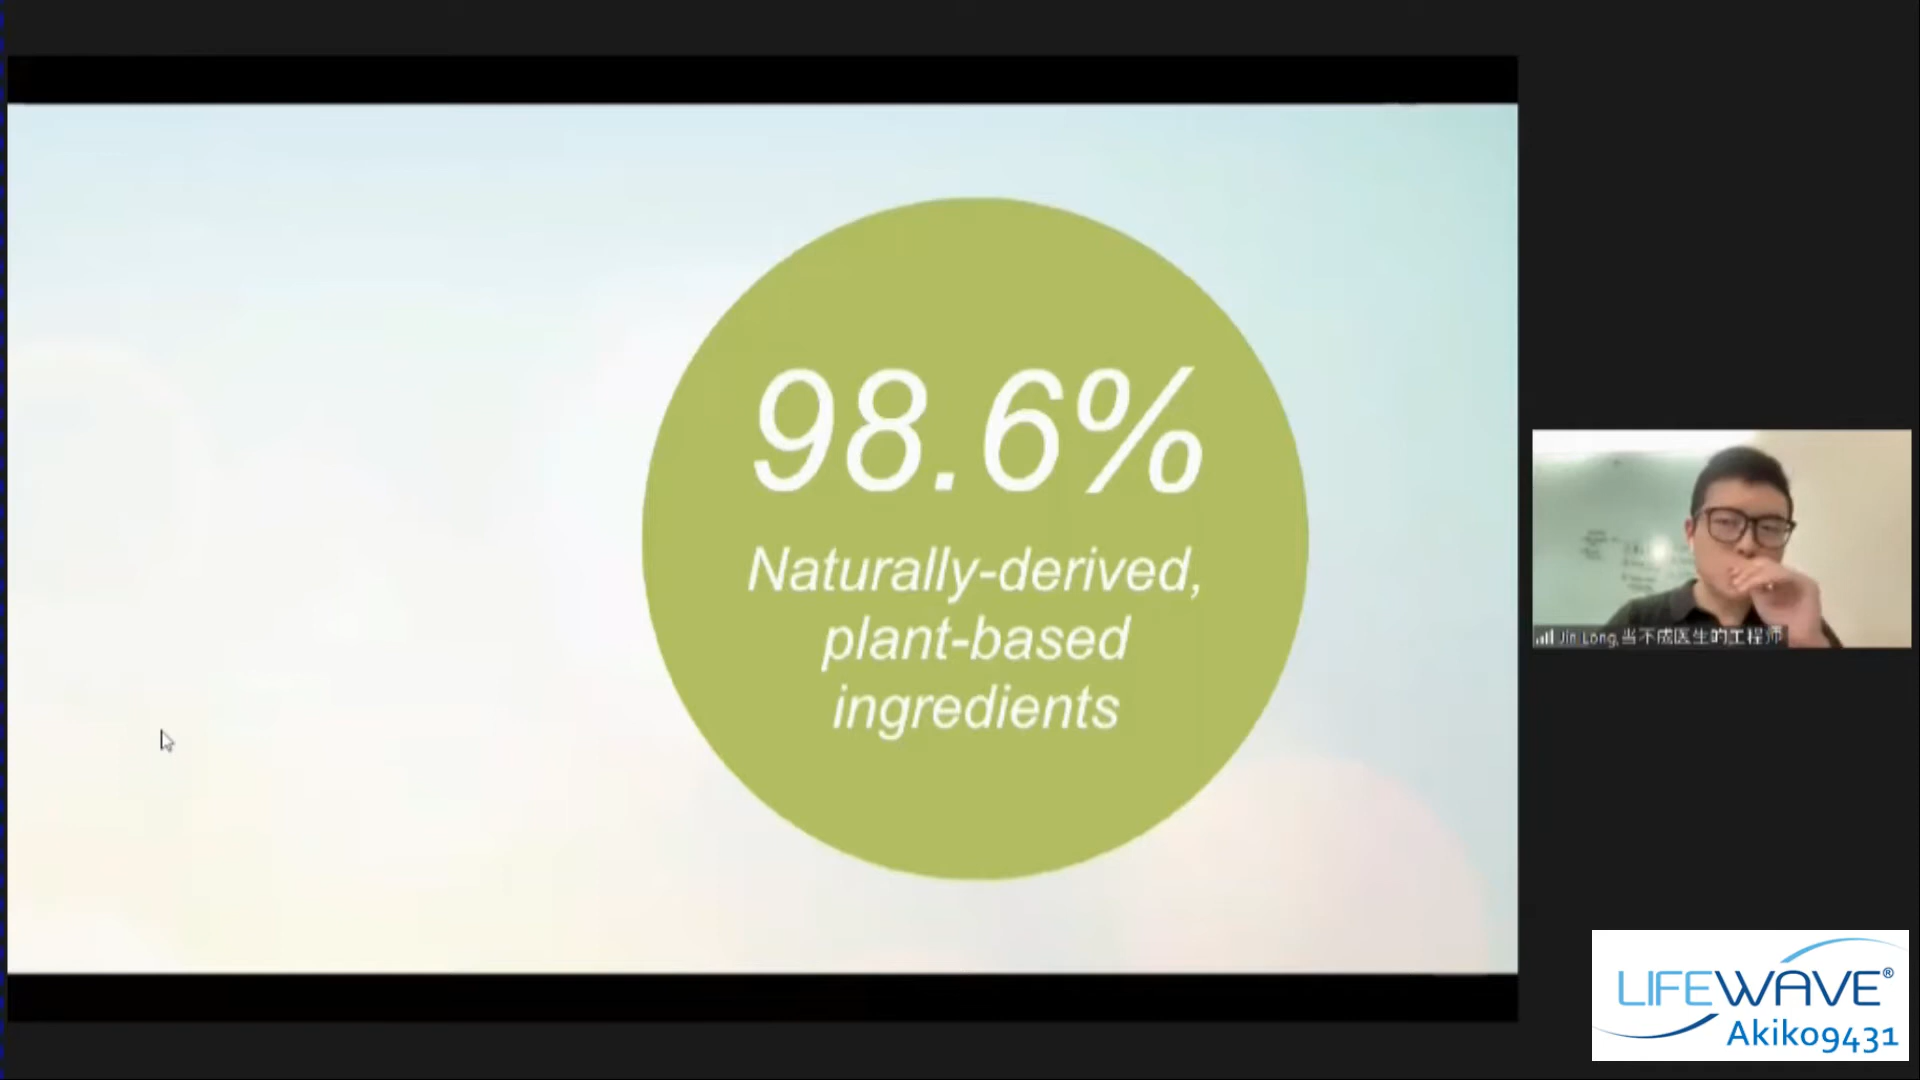 98.6%
Naturally-derived,
plant-based
ingredients
Jin Long,当不成医生的工程师
LIFEWAVE®
Akiko9431